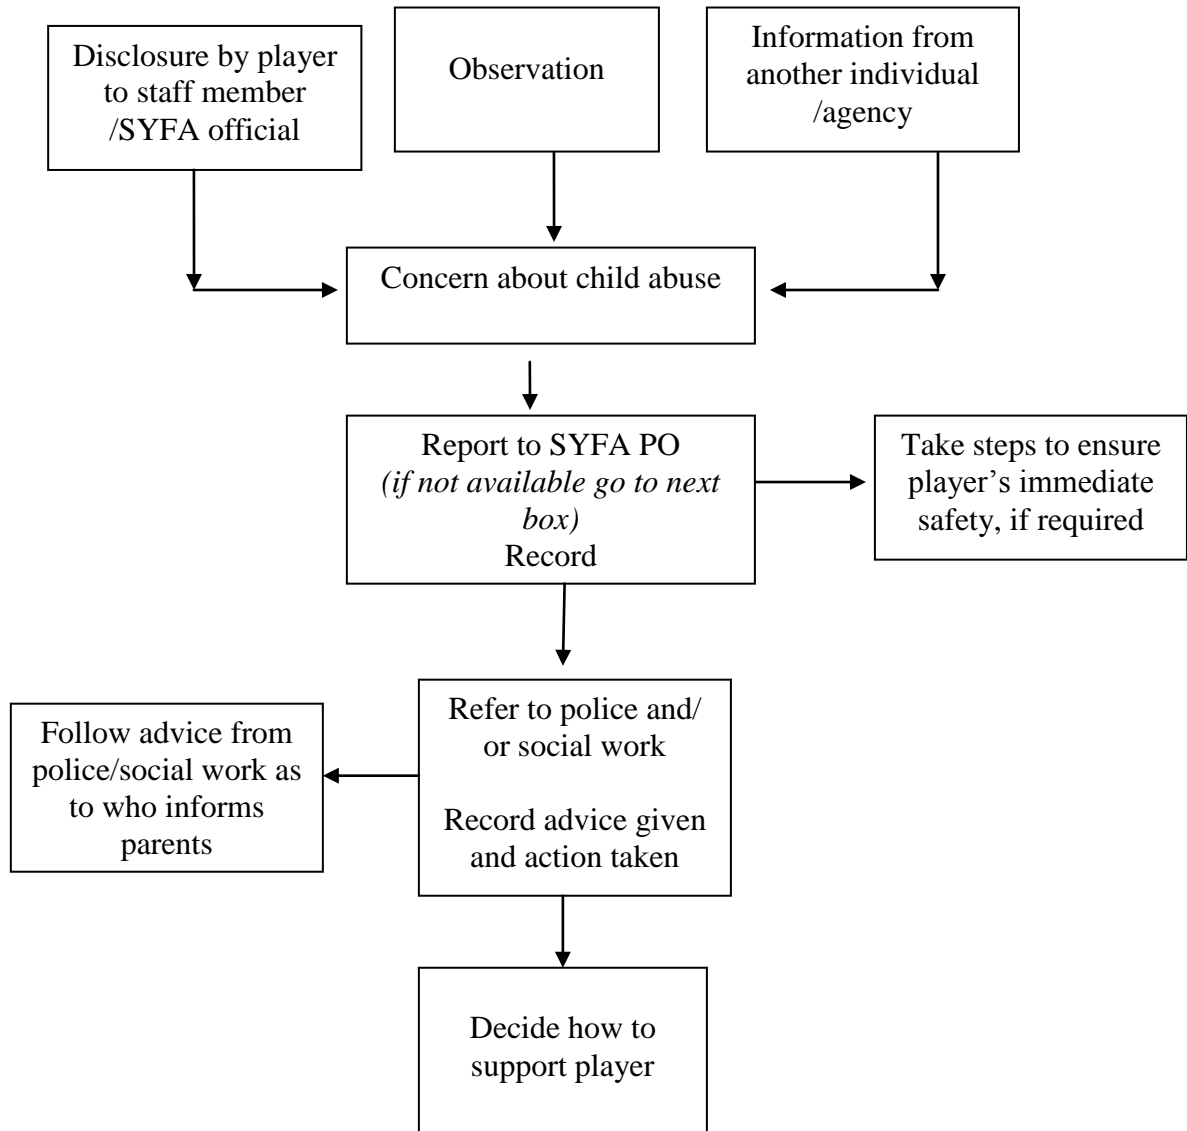 Disclosure by player
to staff member
/SYFA official
Observation
Information from
another individual
/agency
Concern about child abuse
Report to SYFA PO
(if not available go to next
box)
Record
Take steps to ensure
player’s immediate
safety, if required
Follow advice from
police/social work as
to who informs
parents
Refer to police and/
or social work
Record advice given
and action taken
Decide how to
support player